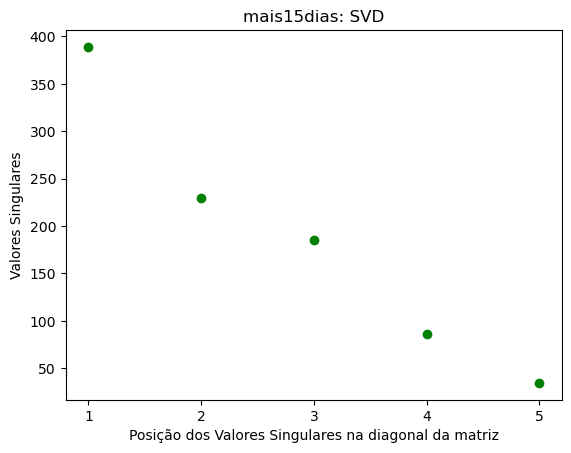 mais15dias: SVD
400
350
300
250
200
150
100
50
Valores Singulares
1 2 3 4 5
Posição dos Valores Singulares na diagonal da matriz